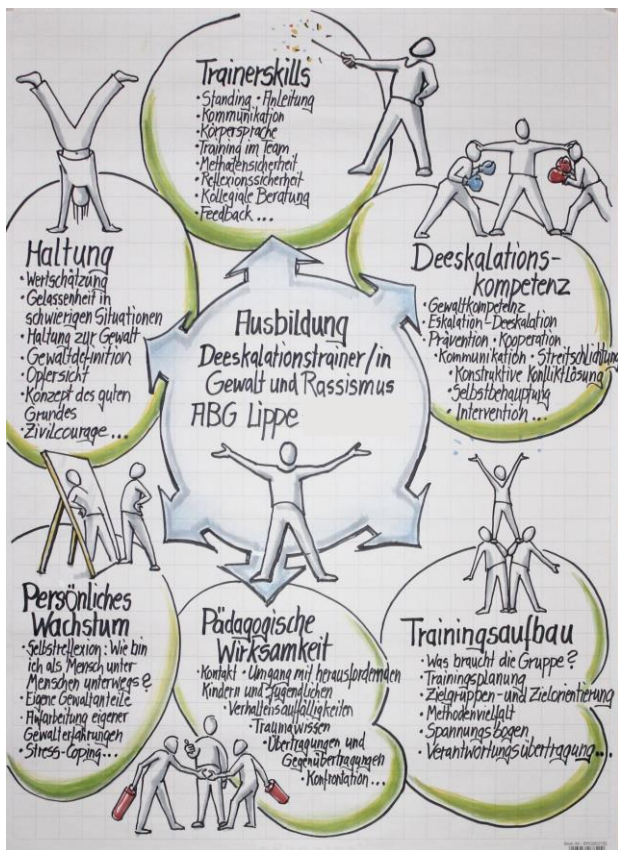 Trainerskills
• Standing • Anleitung
• Kommunikation
• Körpersprache
• Training im Team
• Methodensicherheit
• Reflexionssicherheit
• Kollegiale Beratung
• Feedback...
Haltung
• Wertschätzung
• Gelassenheit in
schwierigen Situationen
• Haltung zur Gewalt
• Gewaltdefinition
• Opfersicht
• Konzept des guten
Grundes
• Zivilcourage...
Deeskalations-
kompetenz
• Gewaltkompetenz
• Eskalation-Deeskalation
Prävention • Kooperation
• Kommunikation • Streitschlichtung
• Konstruktive Konfliktlösung
• Selbstbehauptung
• Intervention...
Ausbildung
Deeskalationstrainer/in
Gewalt und Rassismus
ABG Lippe
Persönliches
Wachstum
• Selbstreflexion: Wie bin
ich als Mensch unter
Menschen unterwegs?
• Eigene Gewaltanteile
• Aufarbeitung eigener
Gewalterfahrungen
• Stress-Coping...
Pädagogische
Wirksamkeit
• Kontakt • Umgang mit herausfordernden
Kindern und Jugendlichen
• Verhaltensauffälligkeiten
• Traumawissen
• Übertragungen und
Gegenübertragungen
• Konfrontation...
Trainingsaufbau
• Was braucht die Gruppe?
• Trainingsplanung
• Zielgruppen- und Zielorientierung
• Methodenvielfalt
• Spannungsbogen
• Verantwortungsübertragung...